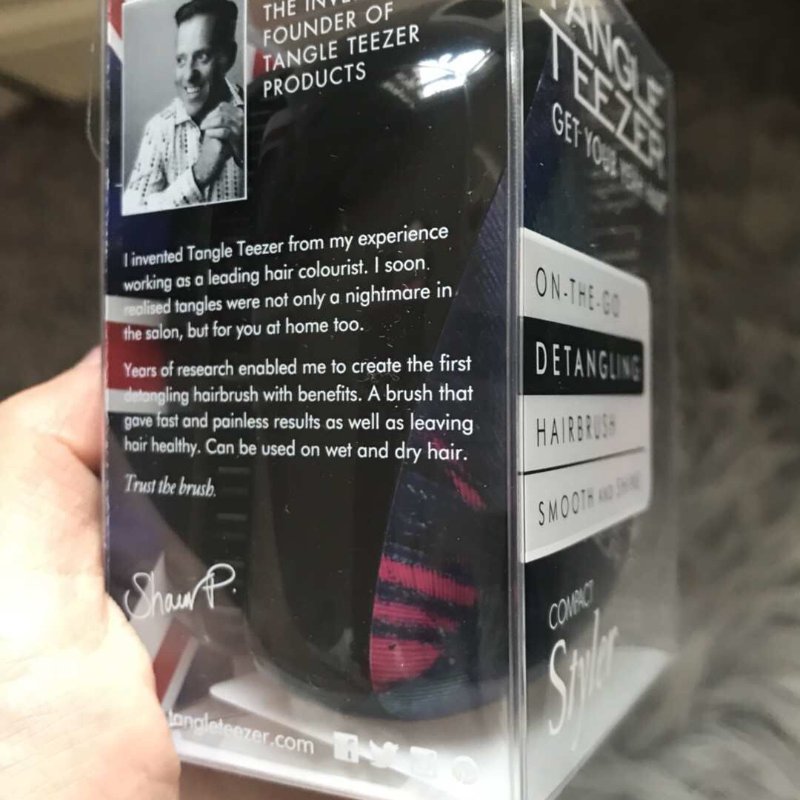 THE INVE
FOUNDER OF
TANGLE TEEZER
PRODUCTS
I invented Tangle Teezer from my experience
working as a leading hair colourist. I soon
realised tangles were not only a nightmare in
the salon, but for you at home too.
Years of research enabled me to create the first
detangling hairbrush with benefits. A brush that
gave fast and painless results as well as leaving
hair healthy. Can be used on wet and dry hair.
Trust the brush.
Shaun P.
tangleteezer.com
TANGLE
TEEZER
GET YOUR
ON-THE-GO
DETANGLING
HAIRBRUSH
SMOOTH AND SHINE
COMPACT
Styler